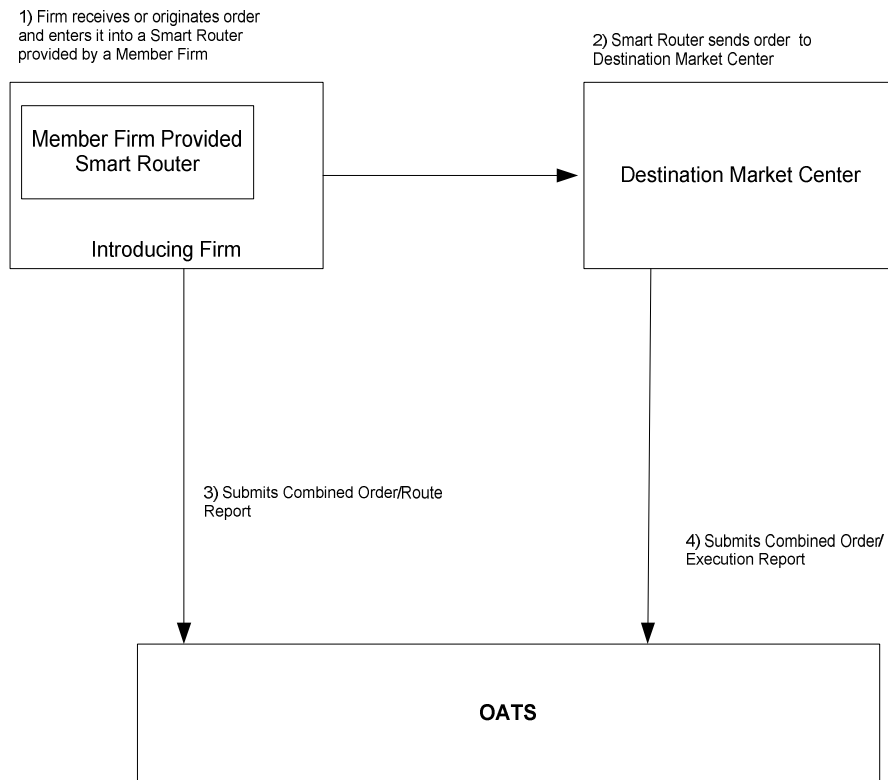 1) Firm receives or originates order
and enters it into a Smart Router
provided by a Member Firm
2) Smart Router sends order to
Destination Market Center
Member Firm Provided
Smart Router
Introducing Firm
Destination Market Center
3) Submits Combined Order/Route
Report
4) Submits Combined Order/
Execution Report
OATS